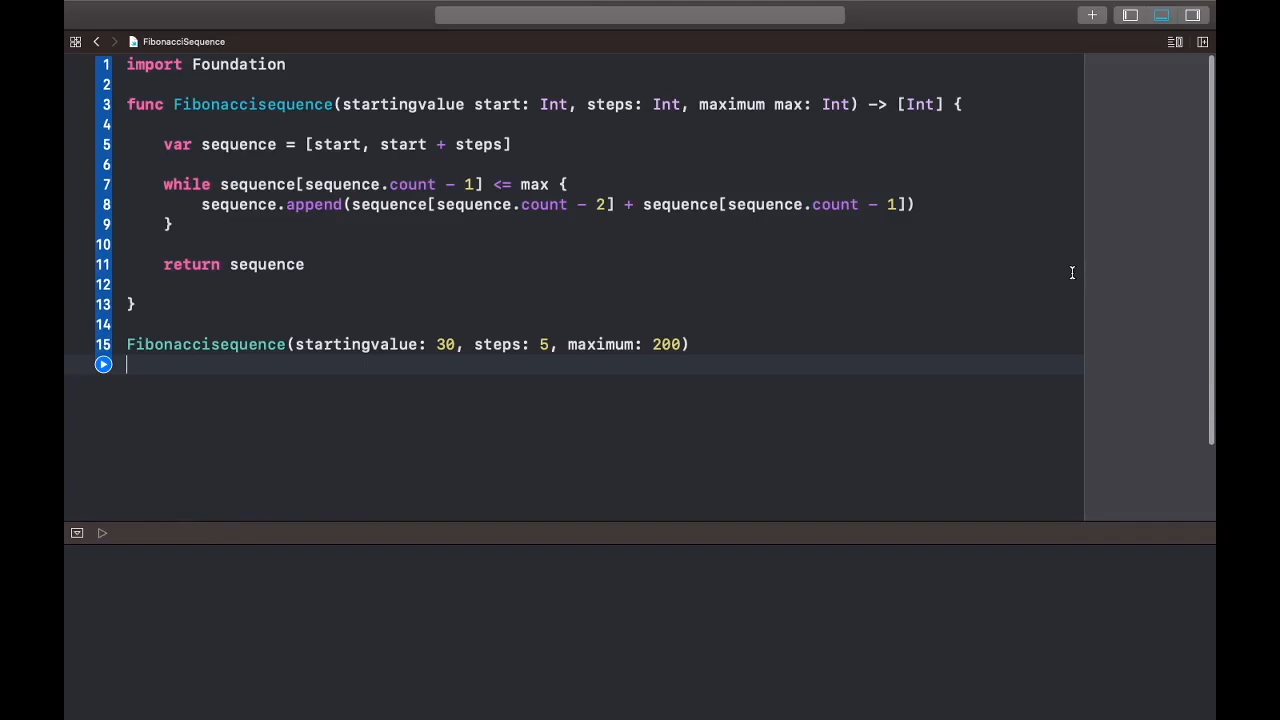 FibonacciSequence
1 import Foundation
2
3 func Fibonaccisequence(startingvalue start: Int, steps: Int, maximum max: Int) -> [Int] {
4
5 var sequence = [start, start + steps]
6
7 while sequence[sequence.count - 1] <= max {
8 sequence.append(sequence[sequence.count - 2] + sequence[sequence.count - 1])
9 }
10
11 return sequence
12
13 }
14
15 Fibonaccisequence(startingvalue: 30, steps: 5, maximum: 200)